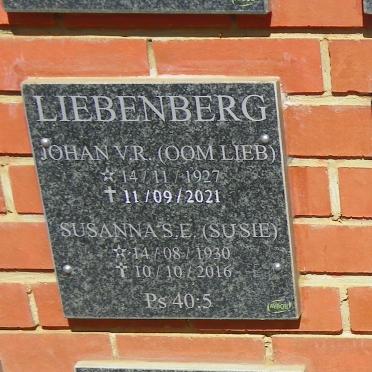 LIEBENBERG
JOHAN V.R. (OOM LIEB)
☆ 14 / 11 / 1927
✝ 11 / 09 / 2021
SUSANNA S.E. (SUSIE)
☆ 14 / 08 / 1930
✝ 10 / 10 / 2016
Ps 40:5